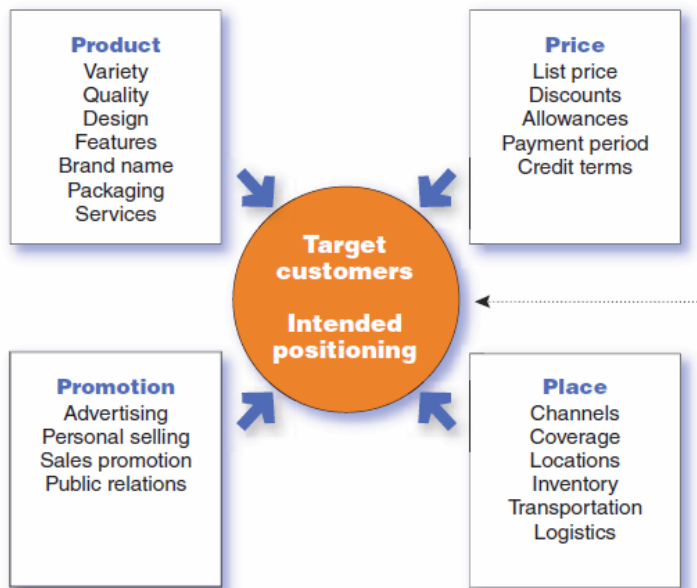 Product
Variety
Quality
Design
Features
Brand name
Packaging
Services
Price
List price
Discounts
Allowances
Payment period
Credit terms
Target
customers
Intended
positioning
Promotion
Advertising
Personal selling
Sales promotion
Public relations
Place
Channels
Coverage
Locations
Inventory
Transportation
Logistics